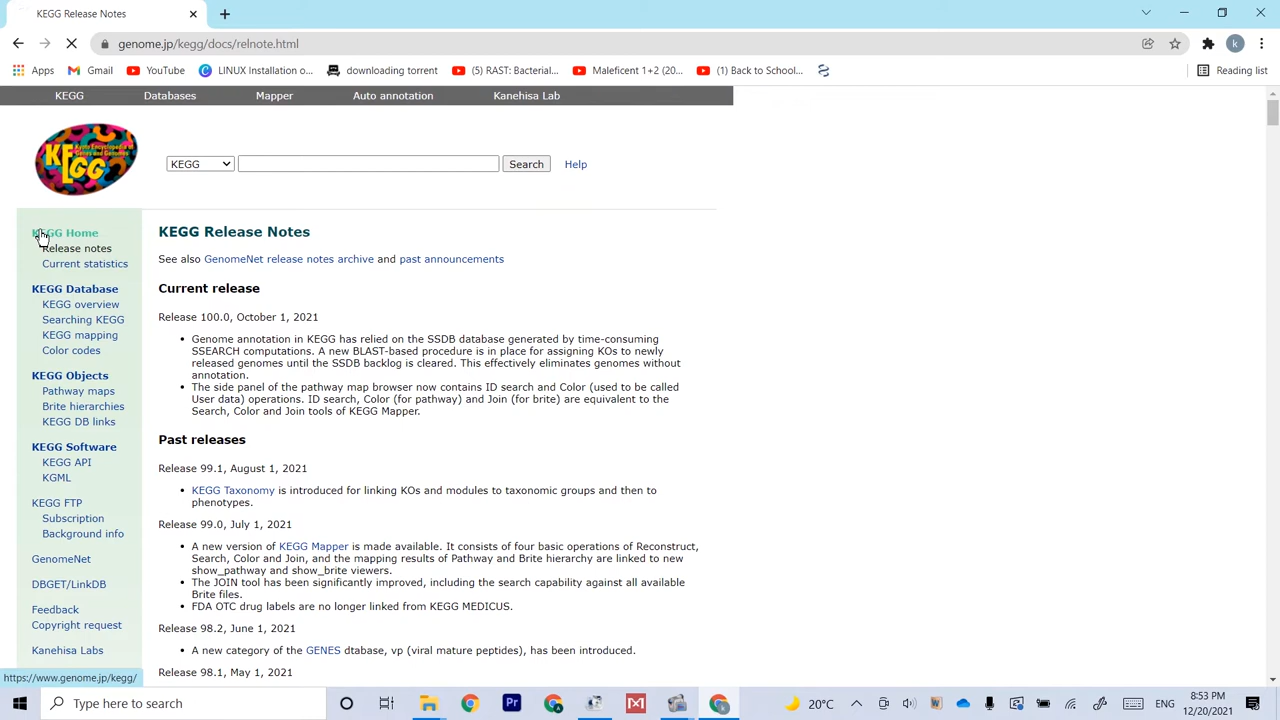 KEGG Release Notes
genome.jp/kegg/docs/relnote.html
Apps Gmail YouTube LINUX Installation o... downloading torrent (5) RAST: Bacterial... Maleficent 1+2 (20... (1) Back to School... Reading list
KEGG Databases Mapper Auto annotation Kanehisa Lab
Kyoto Encyclopedia of Genes and Genomes
KEGG
KEGG Search Help
KEGG Home
Release notes
Current statistics
KEGG Database
KEGG overview
Searching KEGG
KEGG mapping
Color codes
KEGG Objects
Pathway maps
Brite hierarchies
KEGG DB links
KEGG Software
KEGG API
KGML
KEGG FTP
Subscription
Background info
GenomeNet
DBGET/LinkDB
Feedback
Copyright request
Kanehisa Labs
KEGG Release Notes
See also GenomeNet release notes archive and past announcements
Current release
Release 100.0, October 1, 2021
• Genome annotation in KEGG has relied on the SSDB database generated by time-consuming
SSEARCH computations. A new BLAST-based procedure is in place for assigning KOs to newly
released genomes until the SSDB backlog is cleared. This effectively eliminates genomes without
annotation.
• The side panel of the pathway map browser now contains ID search and Color (used to be called
User data) operations. ID search, Color (for pathway) and Join (for brite) are equivalent to the
Search, Color and Join tools of KEGG Mapper.
Past releases
Release 99.1, August 1, 2021
• KEGG Taxonomy is introduced for linking KOs and modules to taxonomic groups and then to
phenotypes.
Release 99.0, July 1, 2021
• A new version of KEGG Mapper is made available. It consists of four basic operations of Reconstruct,
Search, Color and Join, and the mapping results of Pathway and Brite hierarchy are linked to new
show_pathway and show_brite viewers.
• The JOIN tool has been significantly improved, including the search capability against all available
Brite files.
• FDA OTC drug labels are no longer linked from KEGG MEDICUS.
Release 98.2, June 1, 2021
• A new category of the GENES dtabase, vp (viral mature peptides), has been introduced.
Release 98.1, May 1, 2021
https://www.genome.jp/kegg/
Type here to search
20°C
8:53 PM
12/20/2021